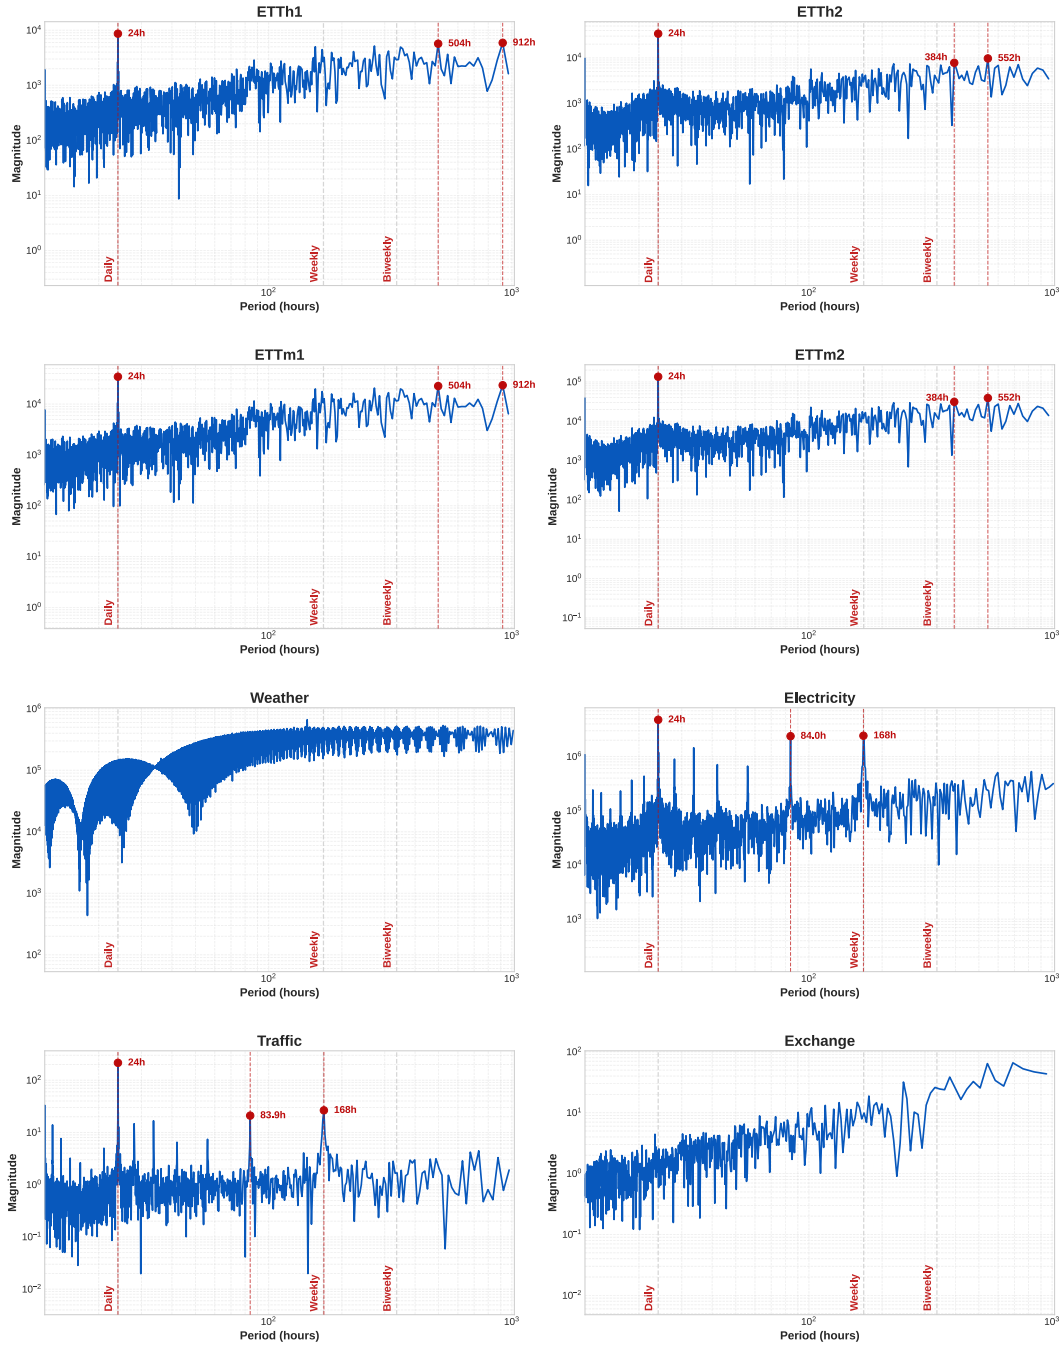 ETTh1
24h
504h
912h
10⁴
10³
10²
10¹
10⁰
Magnitude
Daily
Weekly
Biweekly
10²
10³
Period (hours)
ETTh2
24h
384h
552h
10⁴
10³
10²
10¹
10⁰
Magnitude
Daily
Weekly
Biweekly
10²
10³
Period (hours)
ETTm1
24h
504h
912h
10⁴
10³
10²
10¹
10⁰
Magnitude
Daily
Weekly
Biweekly
10²
10³
Period (hours)
ETTm2
24h
384h
552h
10⁵
10⁴
10³
10²
10¹
10⁰
10⁻¹
Magnitude
Daily
Weekly
Biweekly
10²
10³
Period (hours)
Weather
10⁶
10⁵
10⁴
10³
10²
Magnitude
Daily
Weekly
Biweekly
10²
10³
Period (hours)
Electricity
24h
84.0h
168h
10⁶
10⁵
10⁴
10³
Magnitude
Daily
Weekly
Biweekly
10²
10³
Period (hours)
Traffic
24h
83.9h
168h
10²
10¹
10⁰
10⁻¹
10⁻²
Magnitude
Daily
Weekly
Biweekly
10²
10³
Period (hours)
Exchange
10²
10¹
10⁰
10⁻¹
10⁻²
Magnitude
Daily
Weekly
Biweekly
10²
10³
Period (hours)